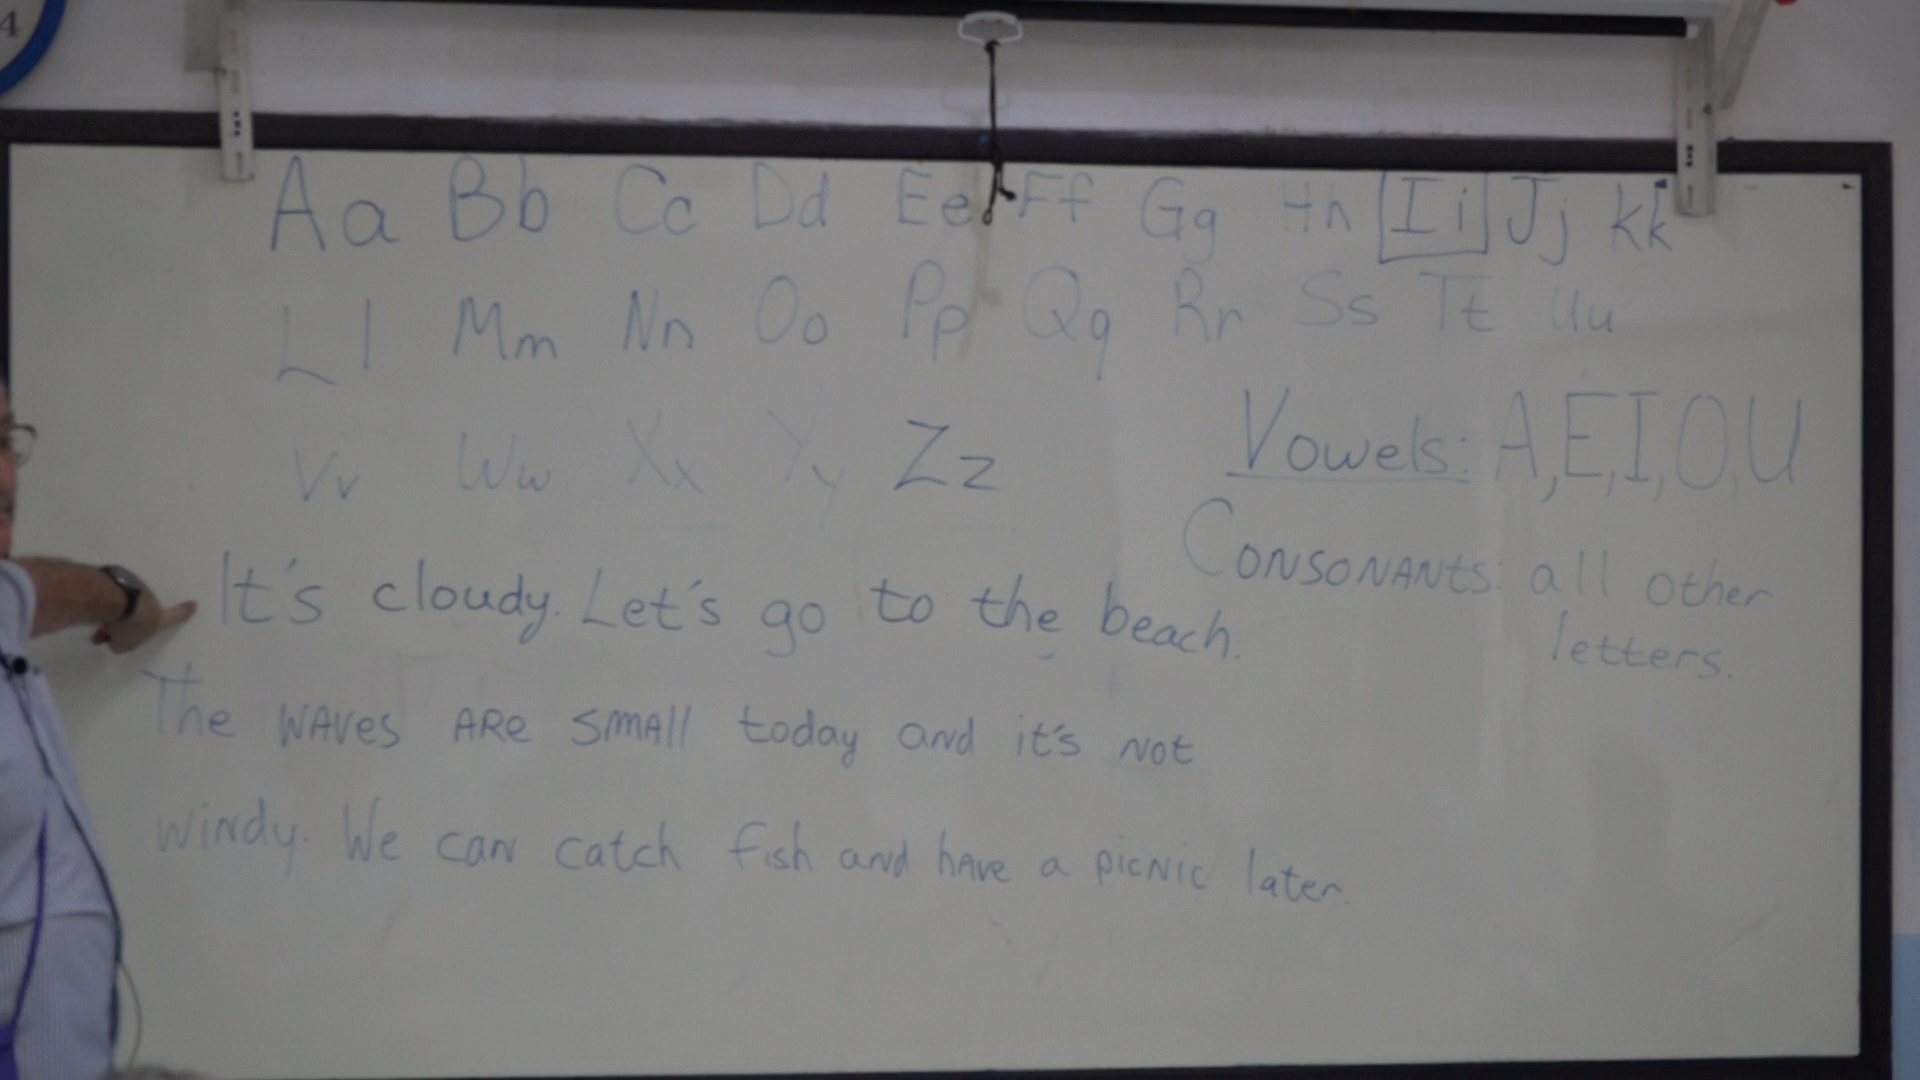 4
Aa Bb Cc Dd Ee Ff Gg Hh Ii Jj Kk
Ll Mm Nn Oo Pp Qq Rr Ss Tt Uu
Vv Ww Xx Yy Zz
Vowels: A, E, I, O, U
Consonants: all other
letters.
It's cloudy. Let's go to the beach.
The waves are small today and it's not
windy. We can catch fish and have a picnic later.